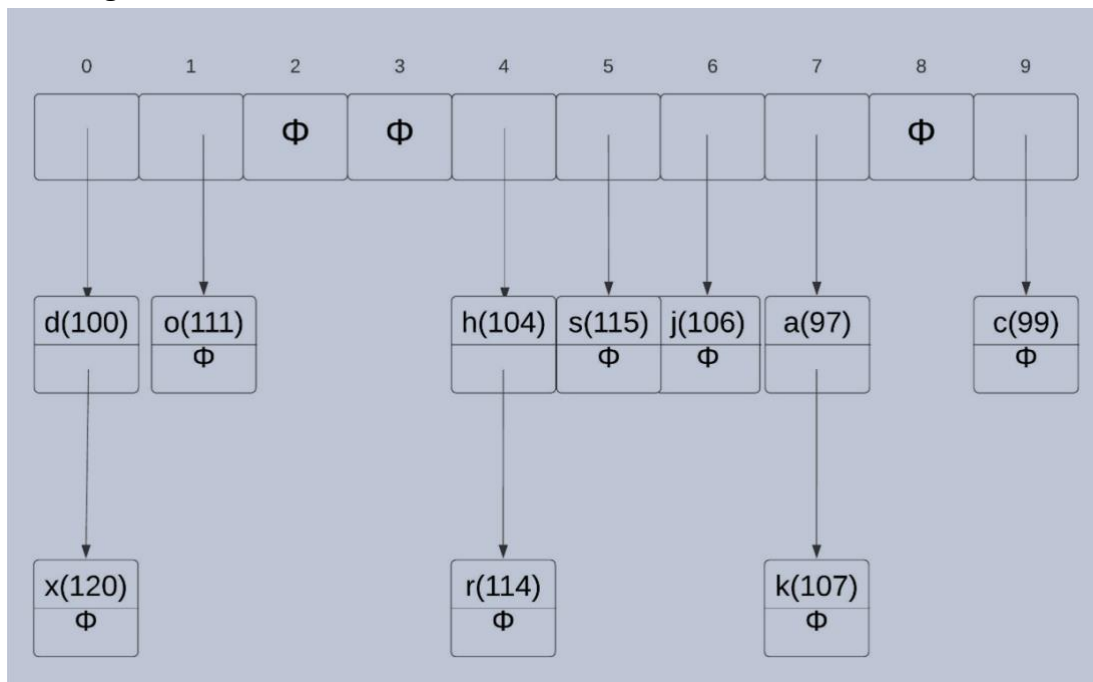 0 1 2 3 4 5 6 7 8 9
Φ Φ Φ
d(100) o(111) h(104) s(115) j(106) a(97) c(99)
Φ Φ Φ Φ
x(120) r(114) k(107)
Φ Φ Φ